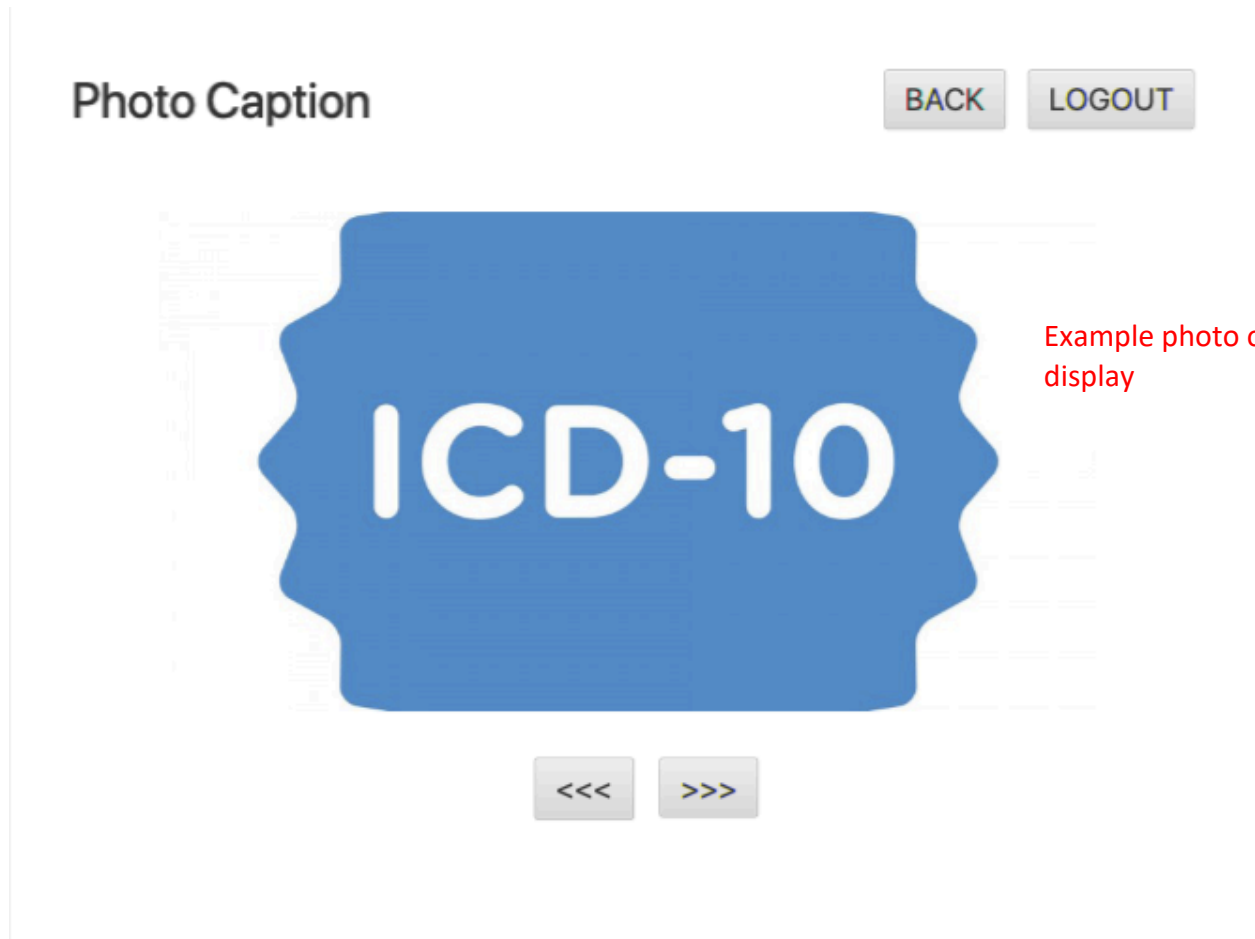 Photo Caption
BACK
LOGOUT
Example photo
display
ICD-10
<<<
>>>